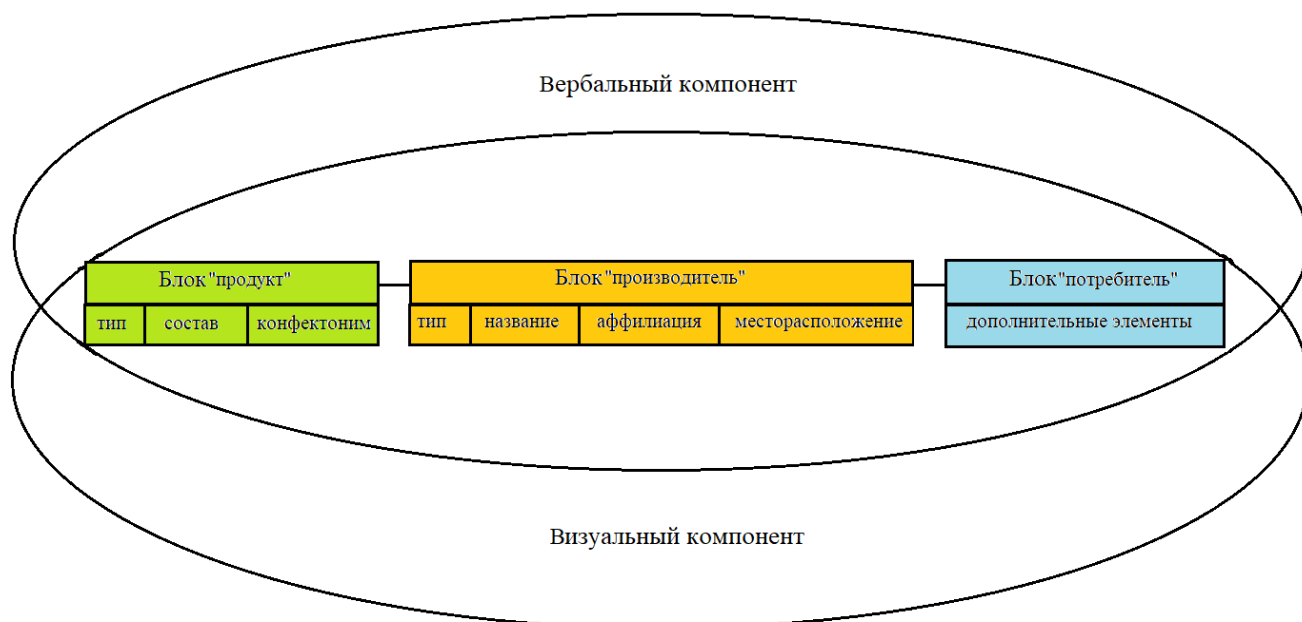 Вербальный компонент
Блок"продукт"
Блок"производитель"
Блок"потребитель"
тип
состав
конфектоним
тип
название
аффилиация
месторасположение
дополнительные элементы
Визуальный компонент